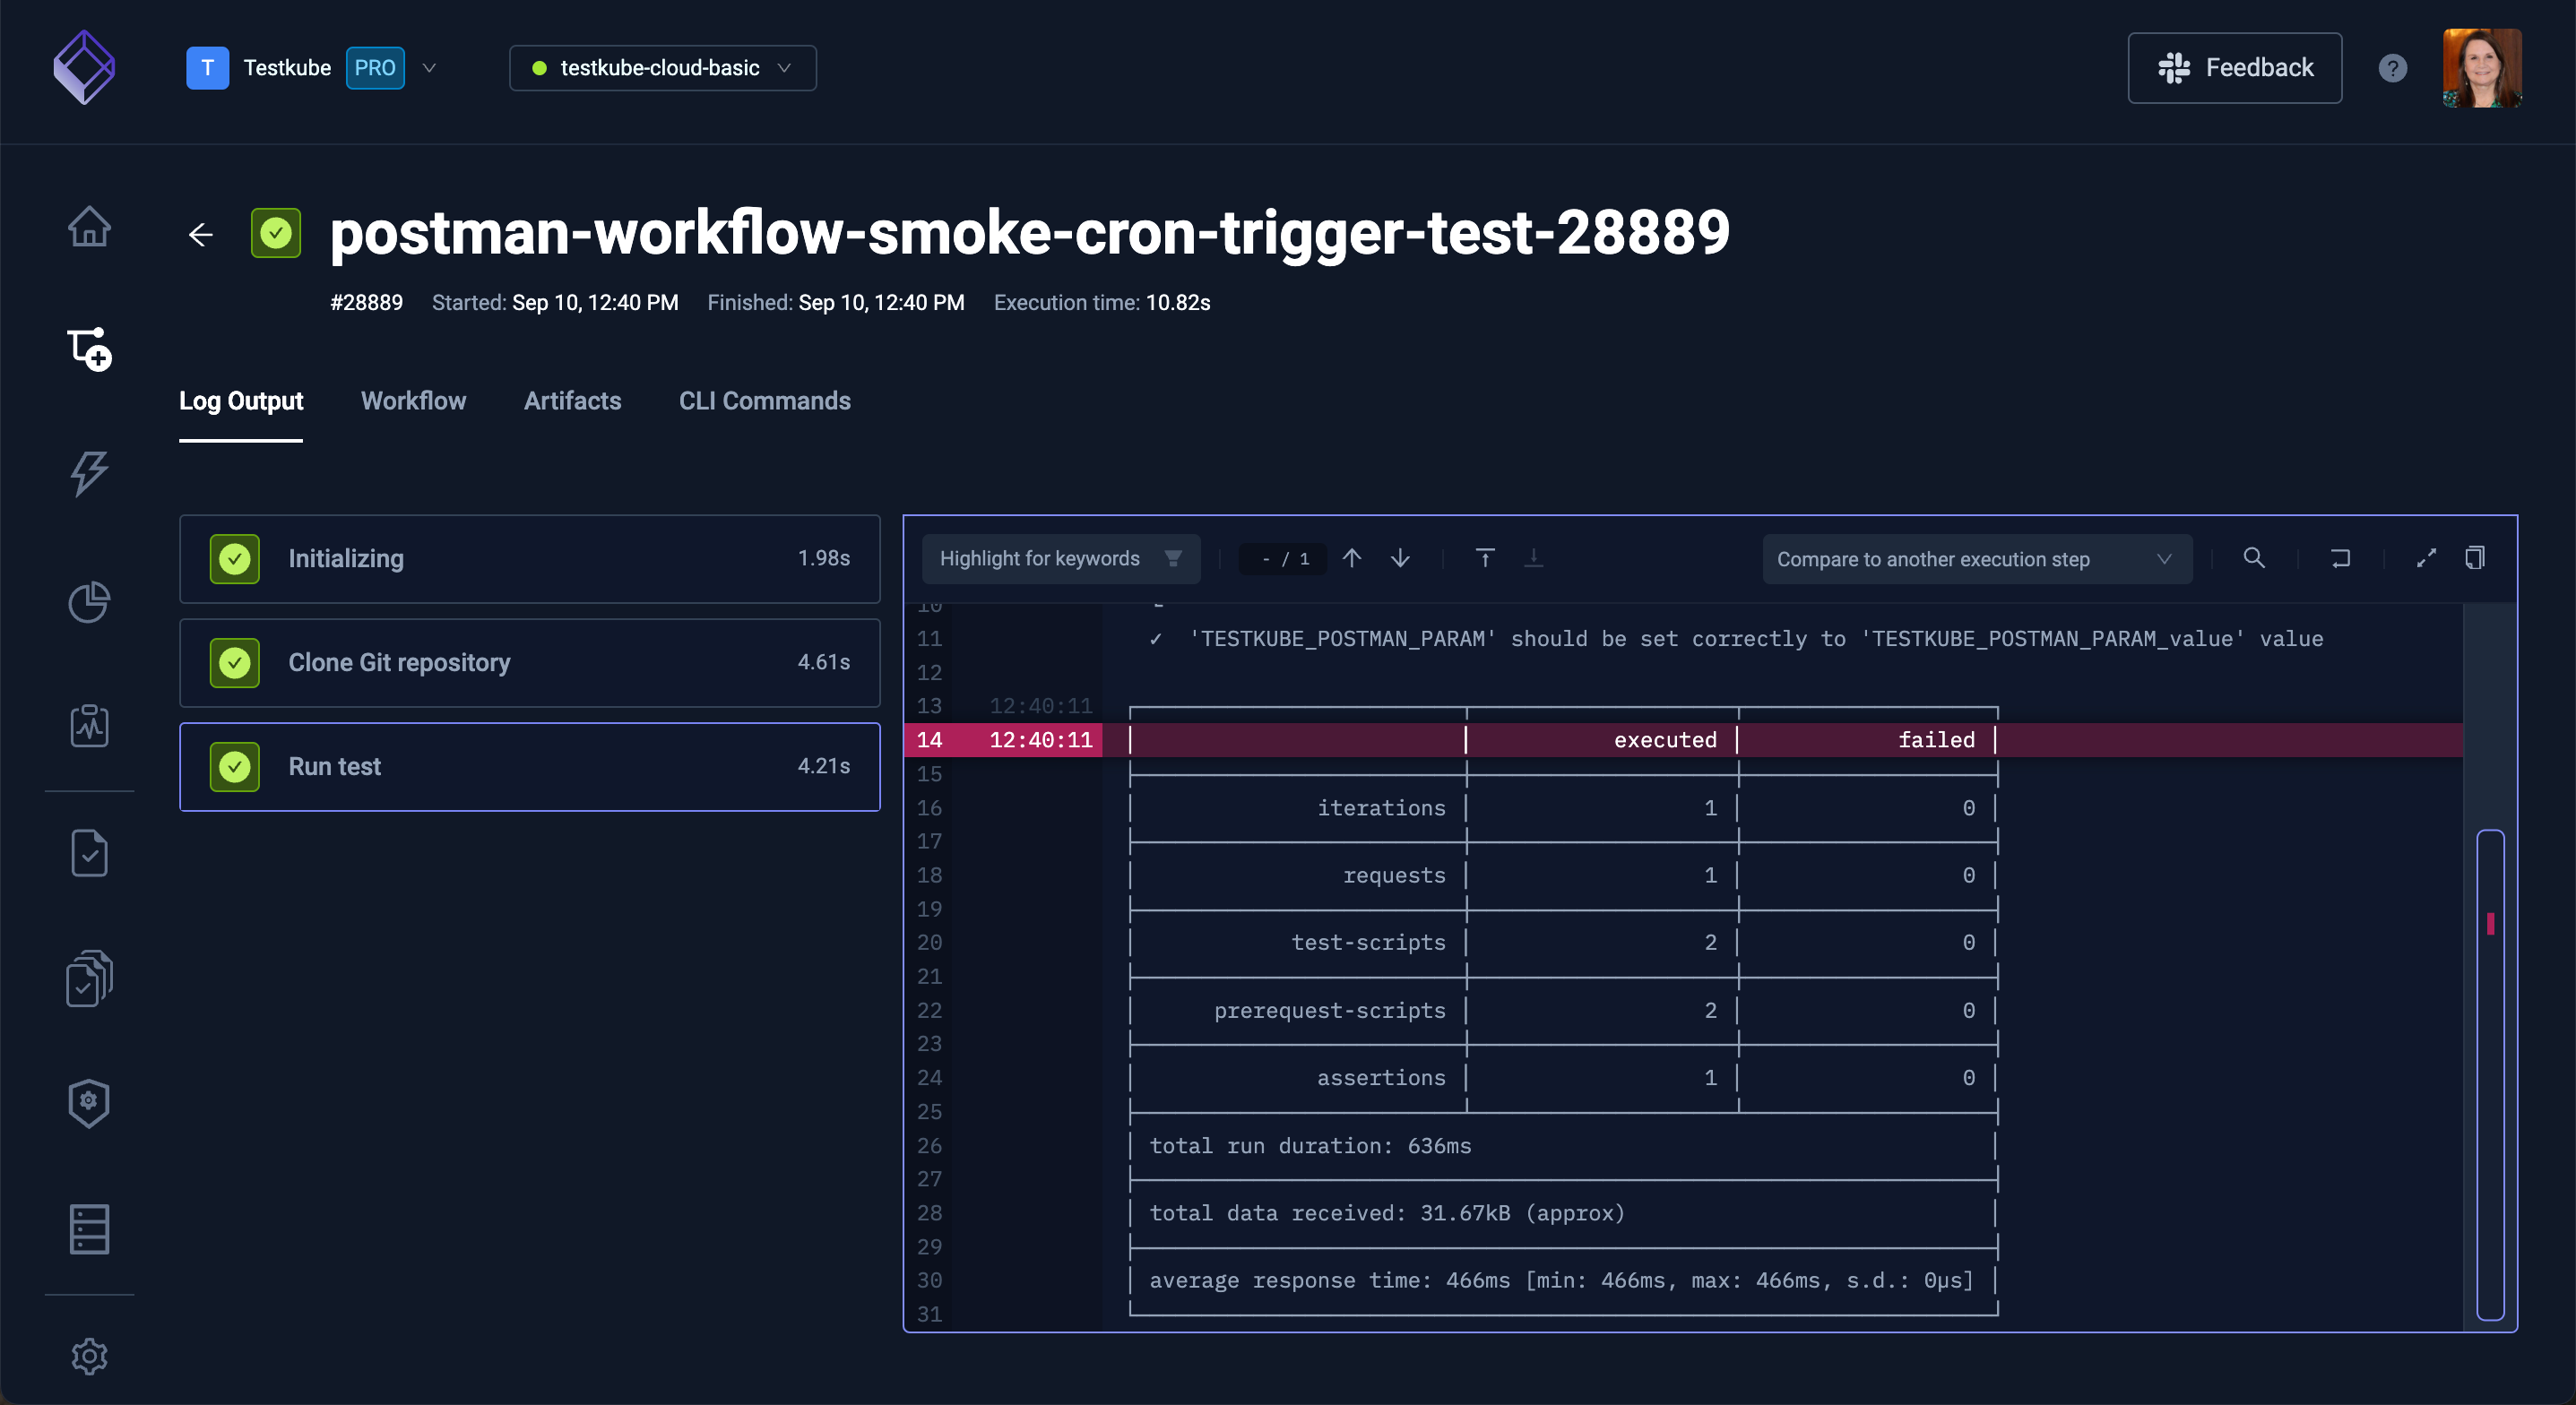 T Testkube PRO testkube-cloud-basic Feedback ?
postman-workflow-smoke-cron-trigger-test-28889
#28889 Started: Sep 10, 12:40 PM Finished: Sep 10, 12:40 PM Execution time: 10.82s
Log Output Workflow Artifacts CLI Commands
Initializing 1.98s
Clone Git repository 4.61s
Run test 4.21s
Highlight for keywords - / 1 Compare to another execution step
10
11 ✓ 'TESTKUBE_POSTMAN_PARAM' should be set correctly to 'TESTKUBE_POSTMAN_PARAM_value' value
12
13 12:40:11
14 12:40:11 executed failed
15
16 iterations 1 0
17
18 requests 1 0
19
20 test-scripts 2 0
21
22 prerequest-scripts 2 0
23
24 assertions 1 0
25
26 total run duration: 636ms
27
28 total data received: 31.67kB (approx)
29
30 average response time: 466ms [min: 466ms, max: 466ms, s.d.: 0µs]
31